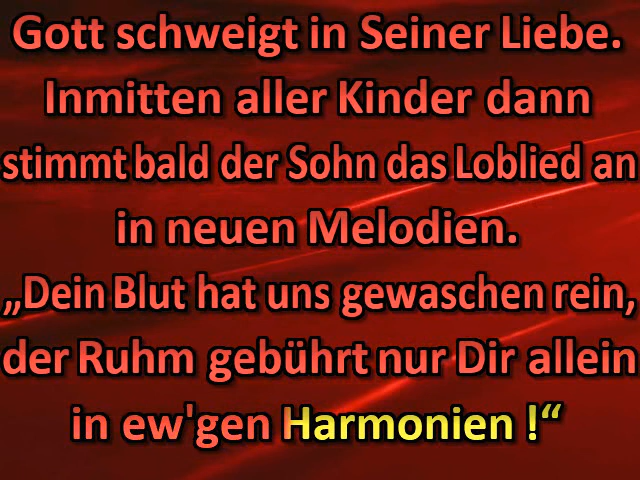 Gott schweigt in Seiner Liebe.
Inmitten aller Kinder dann
stimmt bald der Sohn das Loblied an
in neuen Melodien.
„Dein Blut hat uns gewaschen rein,
der Ruhm gebührt nur Dir allein
in ew'gen Harmonien !“